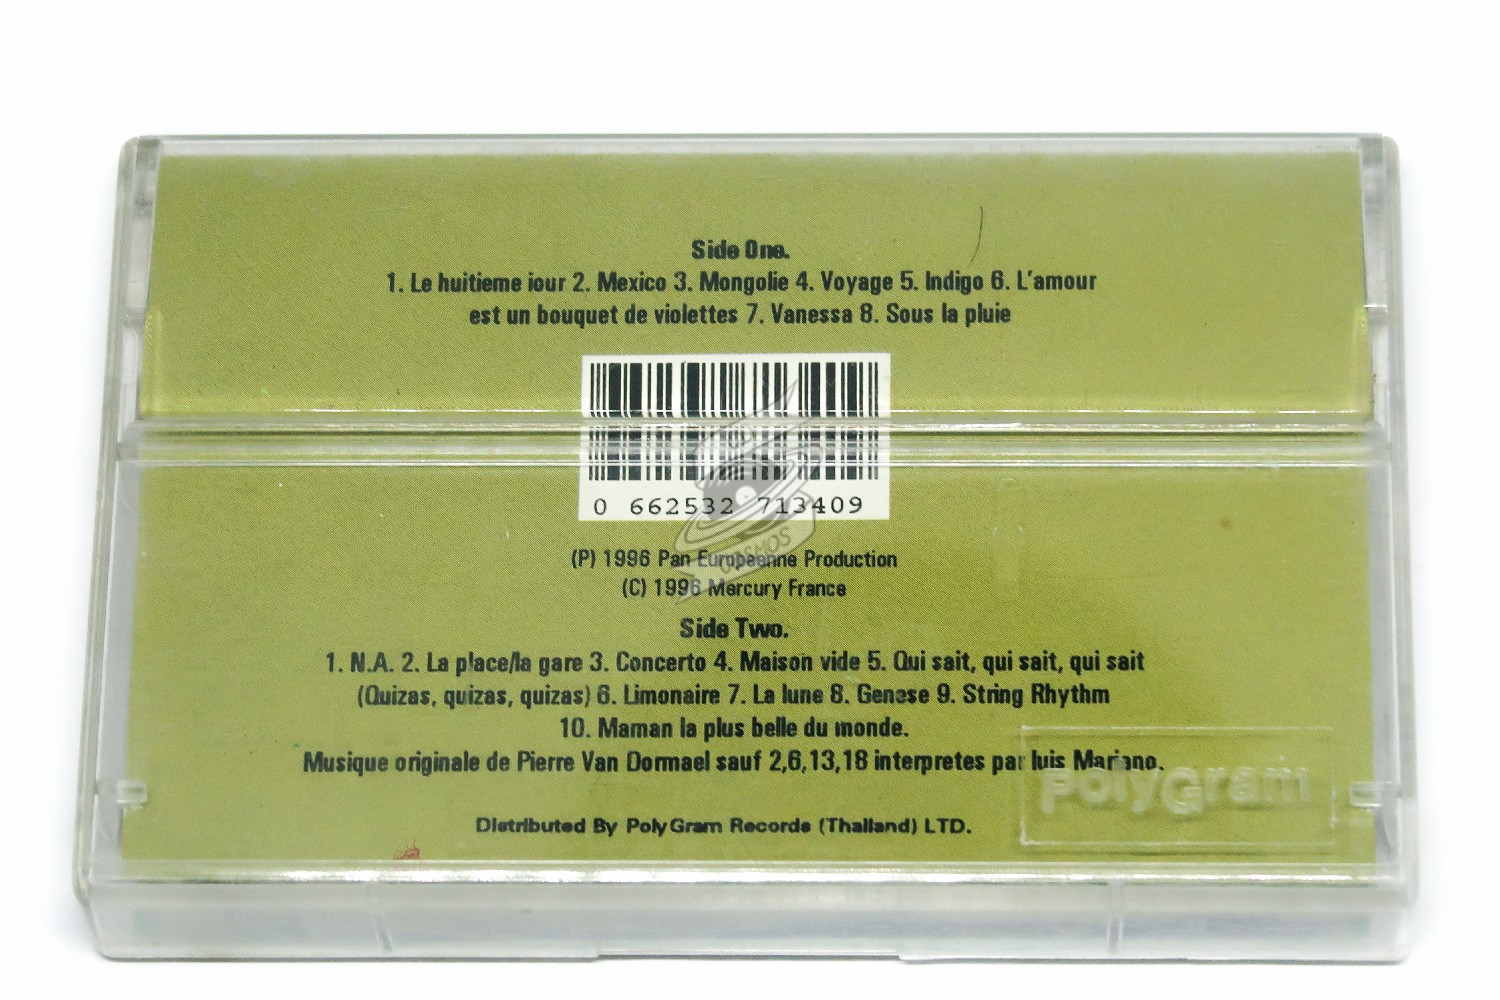 Side One.
1. Le huitieme iour 2. Mexico 3. Mongolie 4. Voyage 5. Indigo 6. L'amour
est un bouquet de violettes 7. Vanessa 8. Sous la pluie
0 662532 713409
COSMOS
(P) 1996 Pan Europeenne Production
(C) 1996 Mercury France
Side Two.
1. N.A. 2. La place/la gare 3. Concerto 4. Maison vide 5. Qui sait, qui sait, qui sait
(Quizas, quizas, quizas) 6. Limonaire 7. La lune 8. Genese 9. String Rhythm
10. Maman la plus belle du monde.
Musique originale de Pierre Van Dormael sauf 2,6,13,18 interpretes par luis Mariano.
PolyGram
Distributed By PolyGram Records (Thailand) LTD.